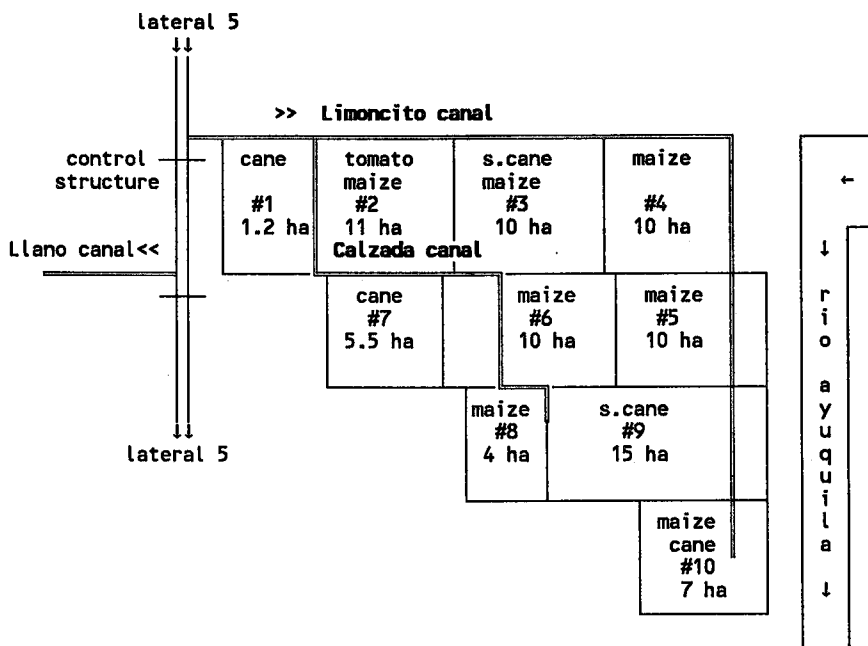 lateral 5
↓↓
>> Limoncito canal
control structure
cane
#1
1.2 ha
tomato
maize
#2
11 ha
s.cane
maize
#3
10 ha
maize
#4
10 ha
←
Llano canal<<
Calzada canal
cane
#7
5.5 ha
maize
#6
10 ha
maize
#5
10 ha
↓ rio ayuquila ↓
maize
#8
4 ha
s.cane
#9
15 ha
↓↓
lateral 5
maize
cane
#10
7 ha